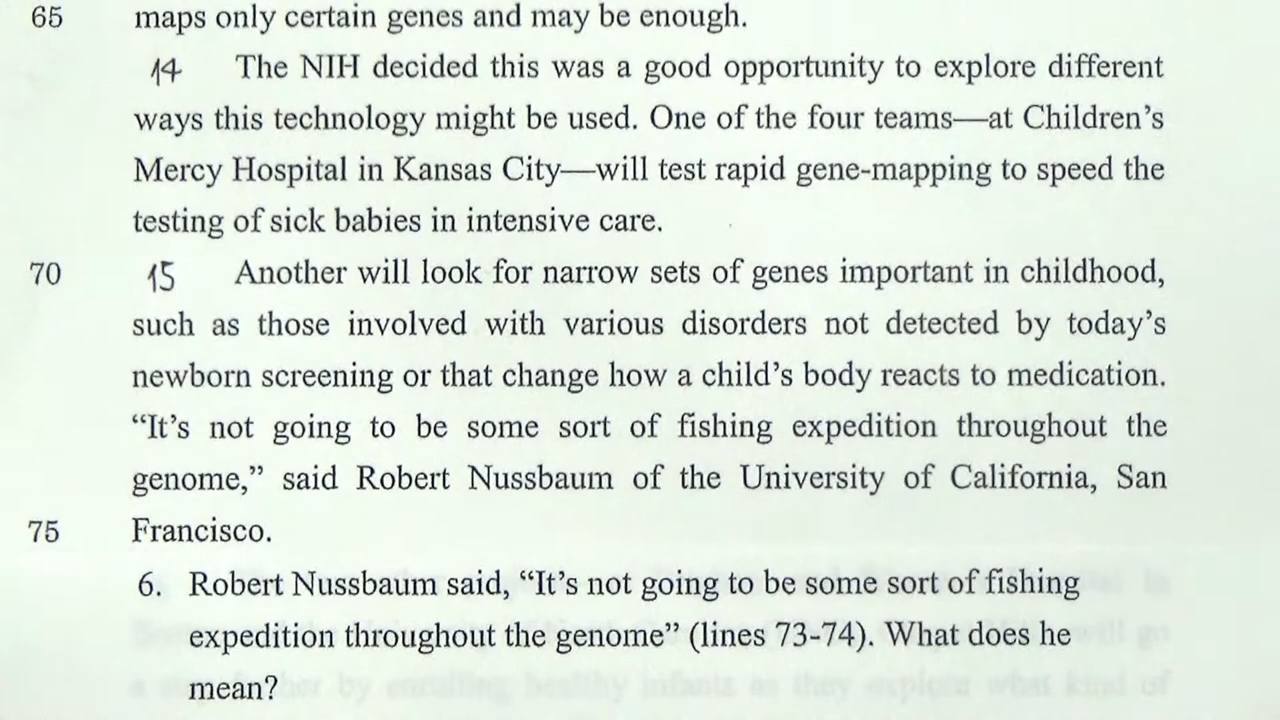 65 maps only certain genes and may be enough.
14 The NIH decided this was a good opportunity to explore different
ways this technology might be used. One of the four teams—at Children’s
Mercy Hospital in Kansas City—will test rapid gene-mapping to speed the
testing of sick babies in intensive care.
70 15 Another will look for narrow sets of genes important in childhood,
such as those involved with various disorders not detected by today’s
newborn screening or that change how a child’s body reacts to medication.
“It’s not going to be some sort of fishing expedition throughout the
genome,” said Robert Nussbaum of the University of California, San
75 Francisco.
6. Robert Nussbaum said, “It’s not going to be some sort of fishing
expedition throughout the genome” (lines 73-74). What does he
mean?